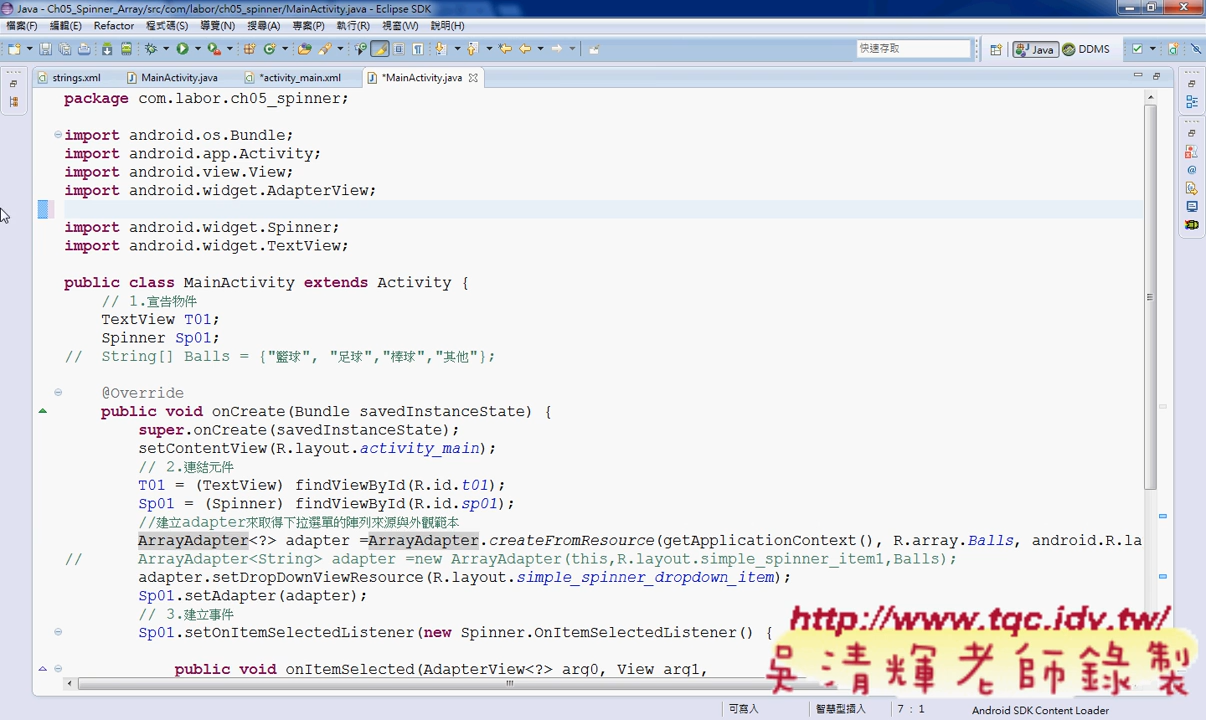 Java - Ch05_Spinner_Array/src/com/labor/ch05_spinner/MainActivity.java - Eclipse SDK
檔案(F) 編輯(E) Refactor 程式碼(S) 導覽(N) 搜尋(A) 專案(P) 執行(R) 視窗(W) 說明(H)
快速存取
Java
DDMS
strings.xml
MainActivity.java
*activity_main.xml
*MainActivity.java
package com.labor.ch05_spinner;
import android.os.Bundle;
import android.app.Activity;
import android.view.View;
import android.widget.AdapterView;
import android.widget.Spinner;
import android.widget.TextView;
public class MainActivity extends Activity {
// 1.宣告物件
TextView T01;
Spinner Sp01;
// String[] Balls = {"籃球", "足球","棒球","其他"};
@Override
public void onCreate(Bundle savedInstanceState) {
super.onCreate(savedInstanceState);
setContentView(R.layout.activity_main);
// 2.連結元件
T01 = (TextView) findViewById(R.id.t01);
Sp01 = (Spinner) findViewById(R.id.sp01);
//建立adapter來取得下拉選單的陣列來源與外觀範本
ArrayAdapter<?> adapter =ArrayAdapter.createFromResource(getApplicationContext(), R.array.Balls, android.R.la
// ArrayAdapter<String> adapter =new ArrayAdapter(this,R.layout.simple_spinner_item1,Balls);
adapter.setDropDownViewResource(R.layout.simple_spinner_dropdown_item);
Sp01.setAdapter(adapter);
// 3.建立事件
Sp01.setOnItemSelectedListener(new Spinner.OnItemSelectedListener() {
public void onItemSelected(AdapterView<?> arg0, View arg1,
http://www.tqc.idv.tw/
吳清輝老師錄製
可寫入
智慧型插入
7 : 1
Android SDK Content Loader